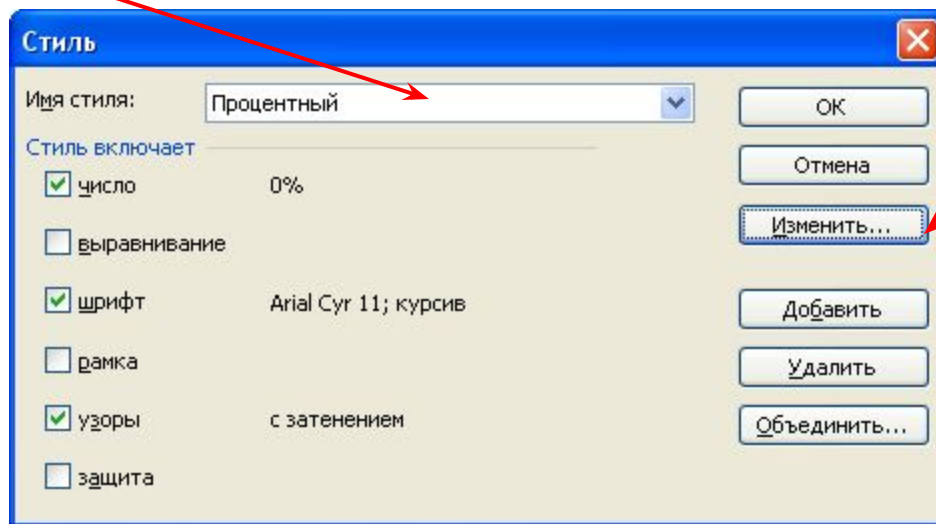 Стиль
Имя стиля: Процентный
ОК
Стиль включает
Отмена
число 0%
Изменить...
выравнивание
шрифт Arial Cyr 11; курсив
Добавить
рамка
Удалить
узоры с затенением
Объединить...
защита